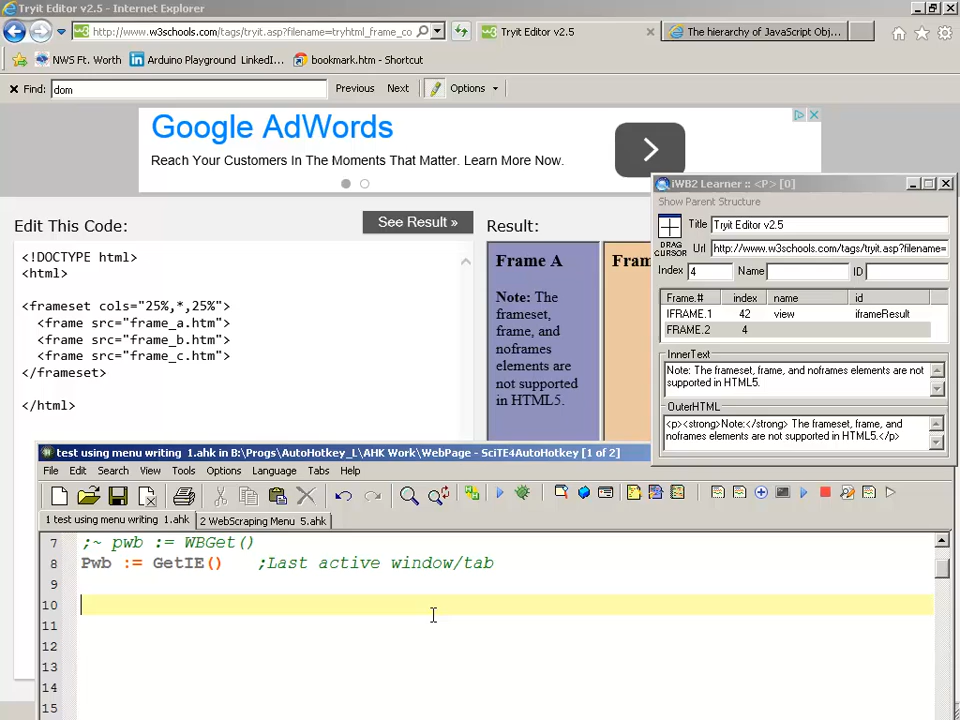 Tryit Editor v2.5 - Internet Explorer
http://www.w3schools.com/tags/tryit.asp?filename=tryhtml_frame_co
Tryit Editor v2.5
The hierarchy of JavaScript Obj...
NWS Ft. Worth
Arduino Playground
LinkedI...
bookmark.htm - Shortcut
Find: dom
Previous
Next
Options
Google AdWords
Reach Your Customers In The Moments That Matter. Learn More Now.
Edit This Code:
See Result »
Result:
<!DOCTYPE html>
<html>
<frameset cols="25%,*,25%">
<frame src="frame_a.htm">
<frame src="frame_b.htm">
<frame src="frame_c.htm">
</frameset>
</html>
Frame A
Note: The
frameset,
frame, and
noframes
elements are
not supported
in HTML5.
Fram
iWB2 Learner :: <P> [0]
Show Parent Structure
DRAG
CURSOR
Title Tryit Editor v2.5
Url http://www.w3schools.com/tags/tryit.asp?filename=
Index 4 Name ID
Frame.# index name id
IFRAME.1 42 view iframeResult
FRAME.2 4
InnerText
Note: The frameset, frame, and noframes elements are not
supported in HTML5.
OuterHTML
<p><strong>Note:</strong> The frameset, frame, and
noframes elements are not supported in HTML5.</p>
test using menu writing 1.ahk in B:\Progs\AutoHotkey_L\AHK Work\WebPage - SciTE4AutoHotkey [1 of 2]
File Edit Search View Tools Options Language Tabs Help
1 test using menu writing 1.ahk
2 WebScraping Menu 5.ahk
7 ;~ pwb := WBGet()
8 Pwb := GetIE() ;Last active window/tab
9
10
11
12
13
14
15